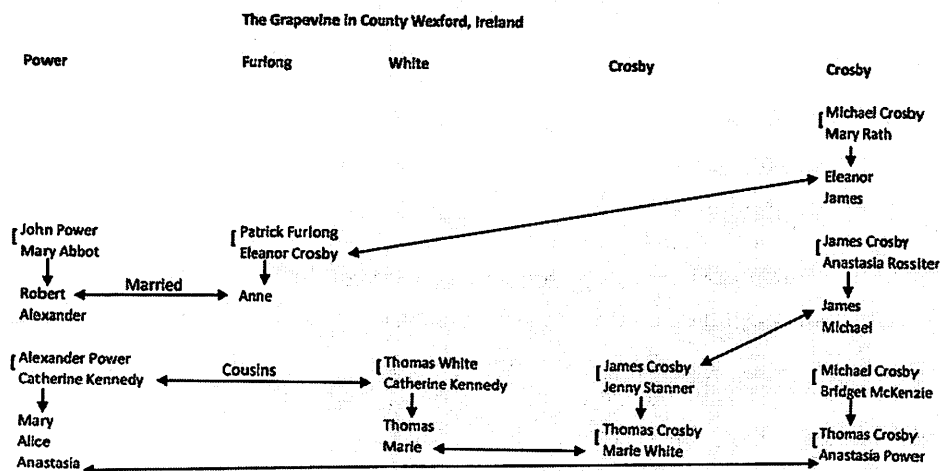 The Grapevine in County Wexford, Ireland
Power
Furlong
White
Crosby
Crosby
Michael Crosby
Mary Rath
Eleanor
James
John Power
Mary Abbot
Patrick Furlong
Eleanor Crosby
James Crosby
Anastasia Rossiter
Robert
Alexander
Married
Anne
James
Michael
Alexander Power
Catherine Kennedy
Cousins
Thomas White
Catherine Kennedy
James Crosby
Jenny Stanner
Michael Crosby
Bridget McKenzie
Mary
Alice
Anastasia
Thomas
Marie
Thomas Crosby
Marie White
Thomas Crosby
Anastasia Power